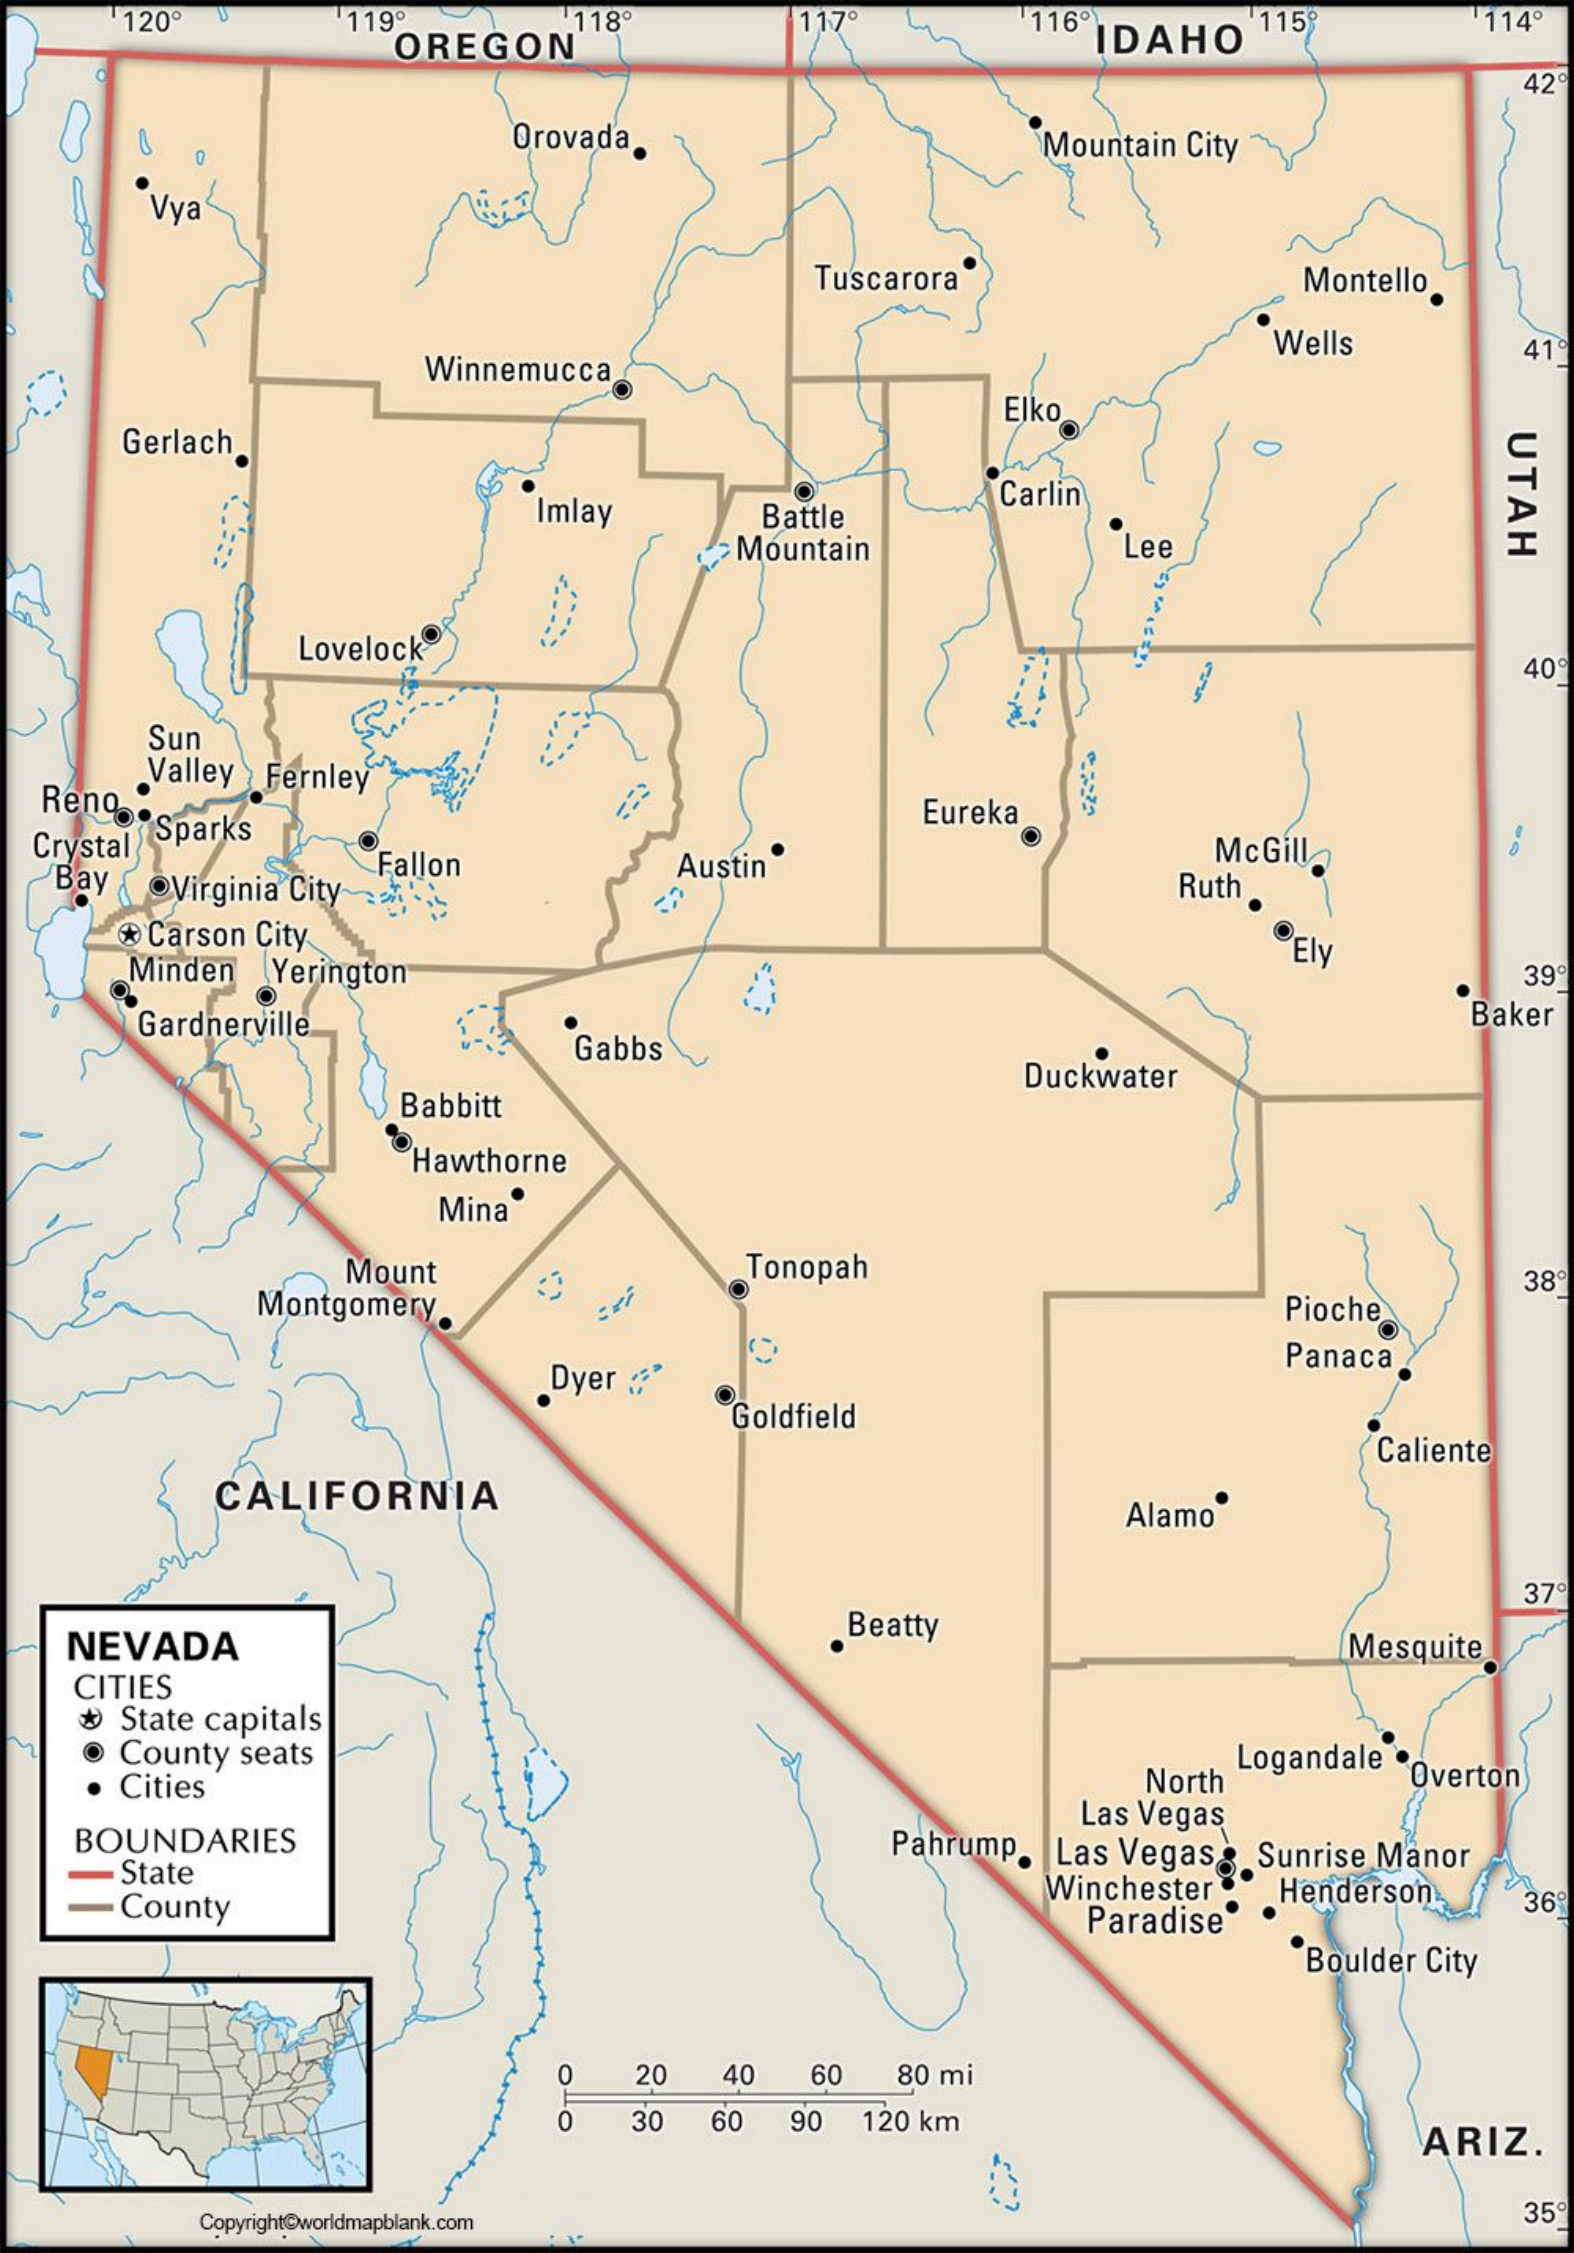 120° 119° 118° 117° 116° 115° 114°
OREGON
IDAHO
42°
Orovada
Mountain City
Vya
Tuscarora
Montello
Wells
41°
Winnemucca
Elko
Gerlach
UTAH
Imlay
Carlin
Battle
Mountain
Lee
Lovelock
40°
Sun
Valley
Fernley
Reno
Sparks
Crystal
Bay
Fallon
Eureka
Austin
McGill
Ruth
Virginia City
Carson City
Ely
Minden
Yerington
39°
Gardnerville
Baker
Gabbs
Duckwater
Babbitt
Hawthorne
Mina
Mount
Montgomery
Tonopah
38°
Pioche
Panaca
Dyer
Goldfield
Caliente
CALIFORNIA
Alamo
37°
Beatty
Mesquite
Logandale
Overton
North
Las Vegas
Pahrump
Las Vegas
Sunrise Manor
Winchester
Henderson
Paradise
36°
Boulder City
NEVADA
CITIES
State capitals
County seats
Cities
BOUNDARIES
State
County
0 20 40 60 80 mi
0 30 60 90 120 km
ARIZ.
35°
Copyright©worldmapblank.com